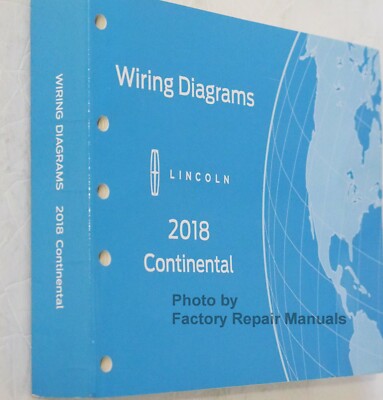 WIRING DIAGRAMS 2018 Continental
Wiring Diagrams
LINCOLN
2018
Continental
Photo by
Factory Repair Manuals